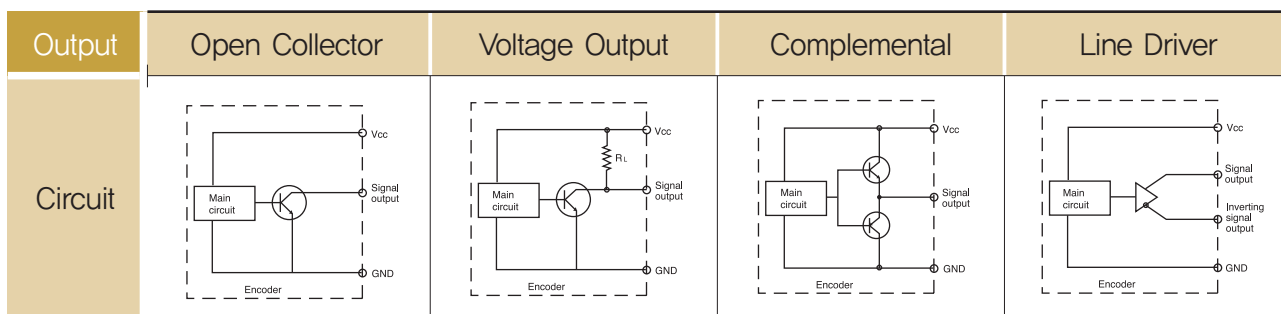 Output
Open Collector
Voltage Output
Complemental
Line Driver
Circuit
Vcc
Main
circuit
Signal
output
GND
Encoder
Vcc
RL
Main
circuit
Signal
output
GND
Encoder
Vcc
Main
circuit
Signal
output
GND
Encoder
Vcc
Main
circuit
Signal
output
Inverting
signal
output
GND
Encoder